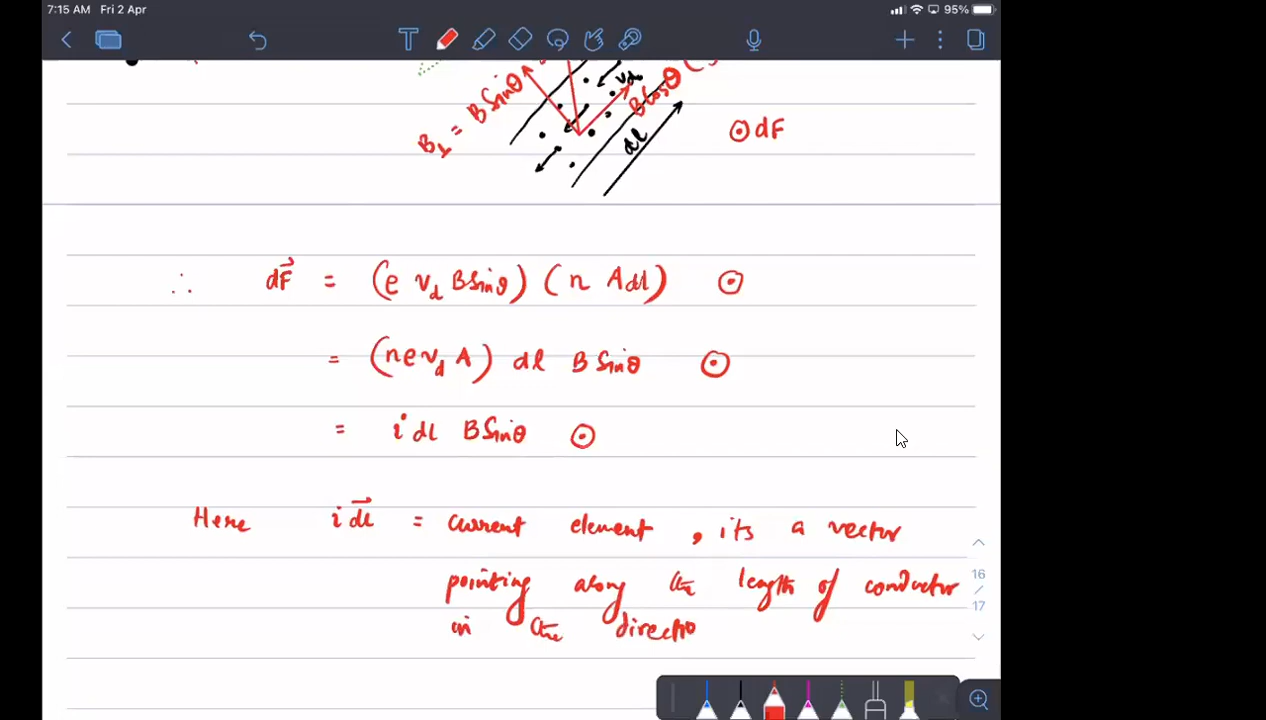 7:15 AM Fri 2 Apr
95%
T
B⊥ = B Sinθ
vd
B Cosθ
dl
⊙ dF
∴ dF⃗ = (e vd B Sinθ) (n A dl) ⊙
= (n e vd A) dl B Sinθ ⊙
= i dl B Sinθ ⊙
Here i dl⃗ = current element, its a vector
pointing along the length of conductor
in the directio
16
/
17